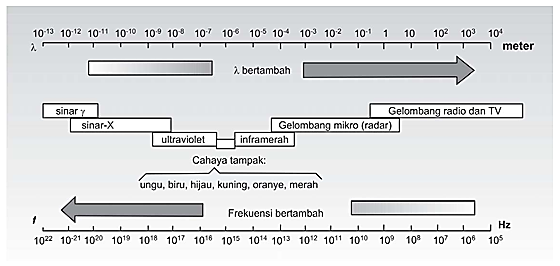 10-13 10-12 10-11 10-10 10-9 10-8 10-7 10-6 10-5 10-4 10-3 10-2 10-1 1 10 10² 10³ 10⁴
λ meter
λ bertambah
sinar γ Gelombang radio dan TV
sinar-X Gelombang mikro (radar)
ultraviolet inframerah
Cahaya tampak:
ungu, biru, hijau, kuning, oranye, merah
Frekuensi bertambah
f Hz
10²² 10-21 10²⁰ 10¹⁹ 10¹⁸ 10¹⁷ 10¹⁶ 10¹⁵ 10¹⁴ 10¹³ 10¹² 10¹¹ 10¹⁰ 10⁹ 10⁸ 10⁷ 10⁶ 10⁵